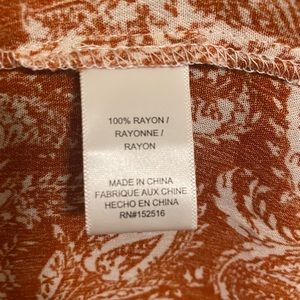 100% RAYON /
RAYONNE /
RAYON
MADE IN CHINA
FABRIQUE AUX CHINE
HECHO EN CHINA
RN#152516